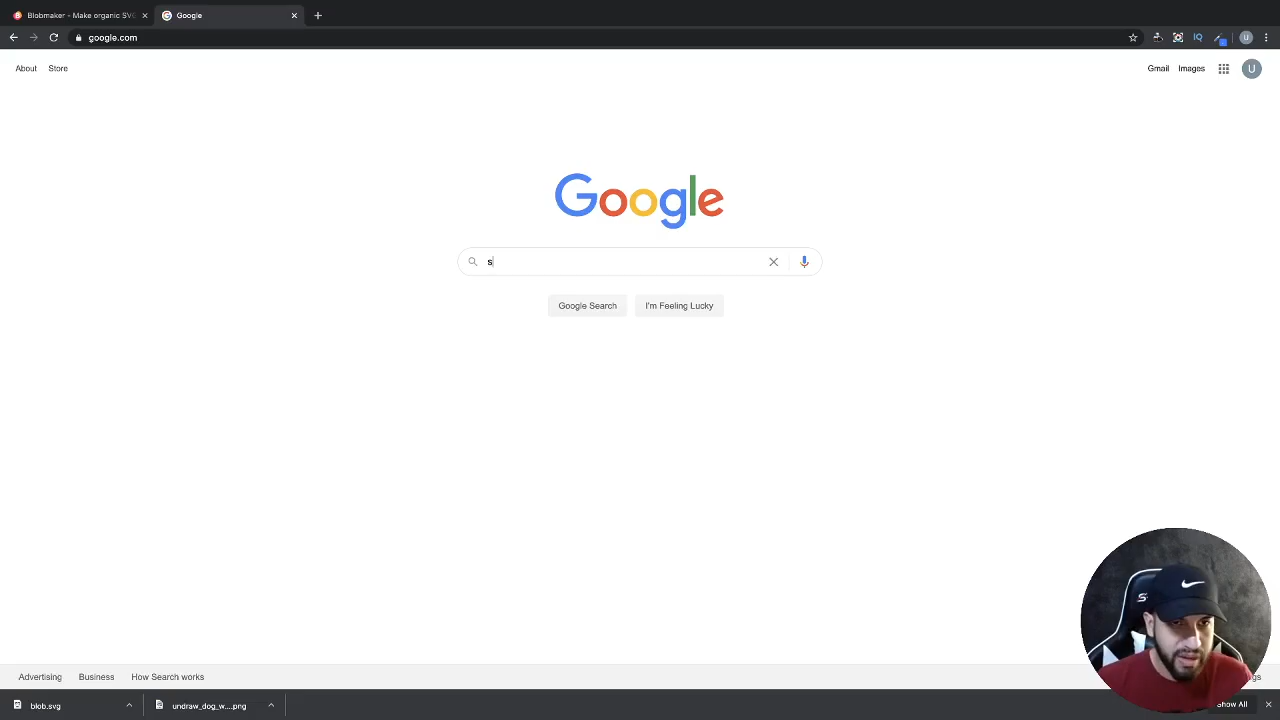 Blobmaker - Make organic SVG
Google
google.com
IQ
u
About Store
Gmail Images
U
Google
s
Google Search I'm Feeling Lucky
Advertising Business How Search works
blob.svg undraw_dog_w....png Show All